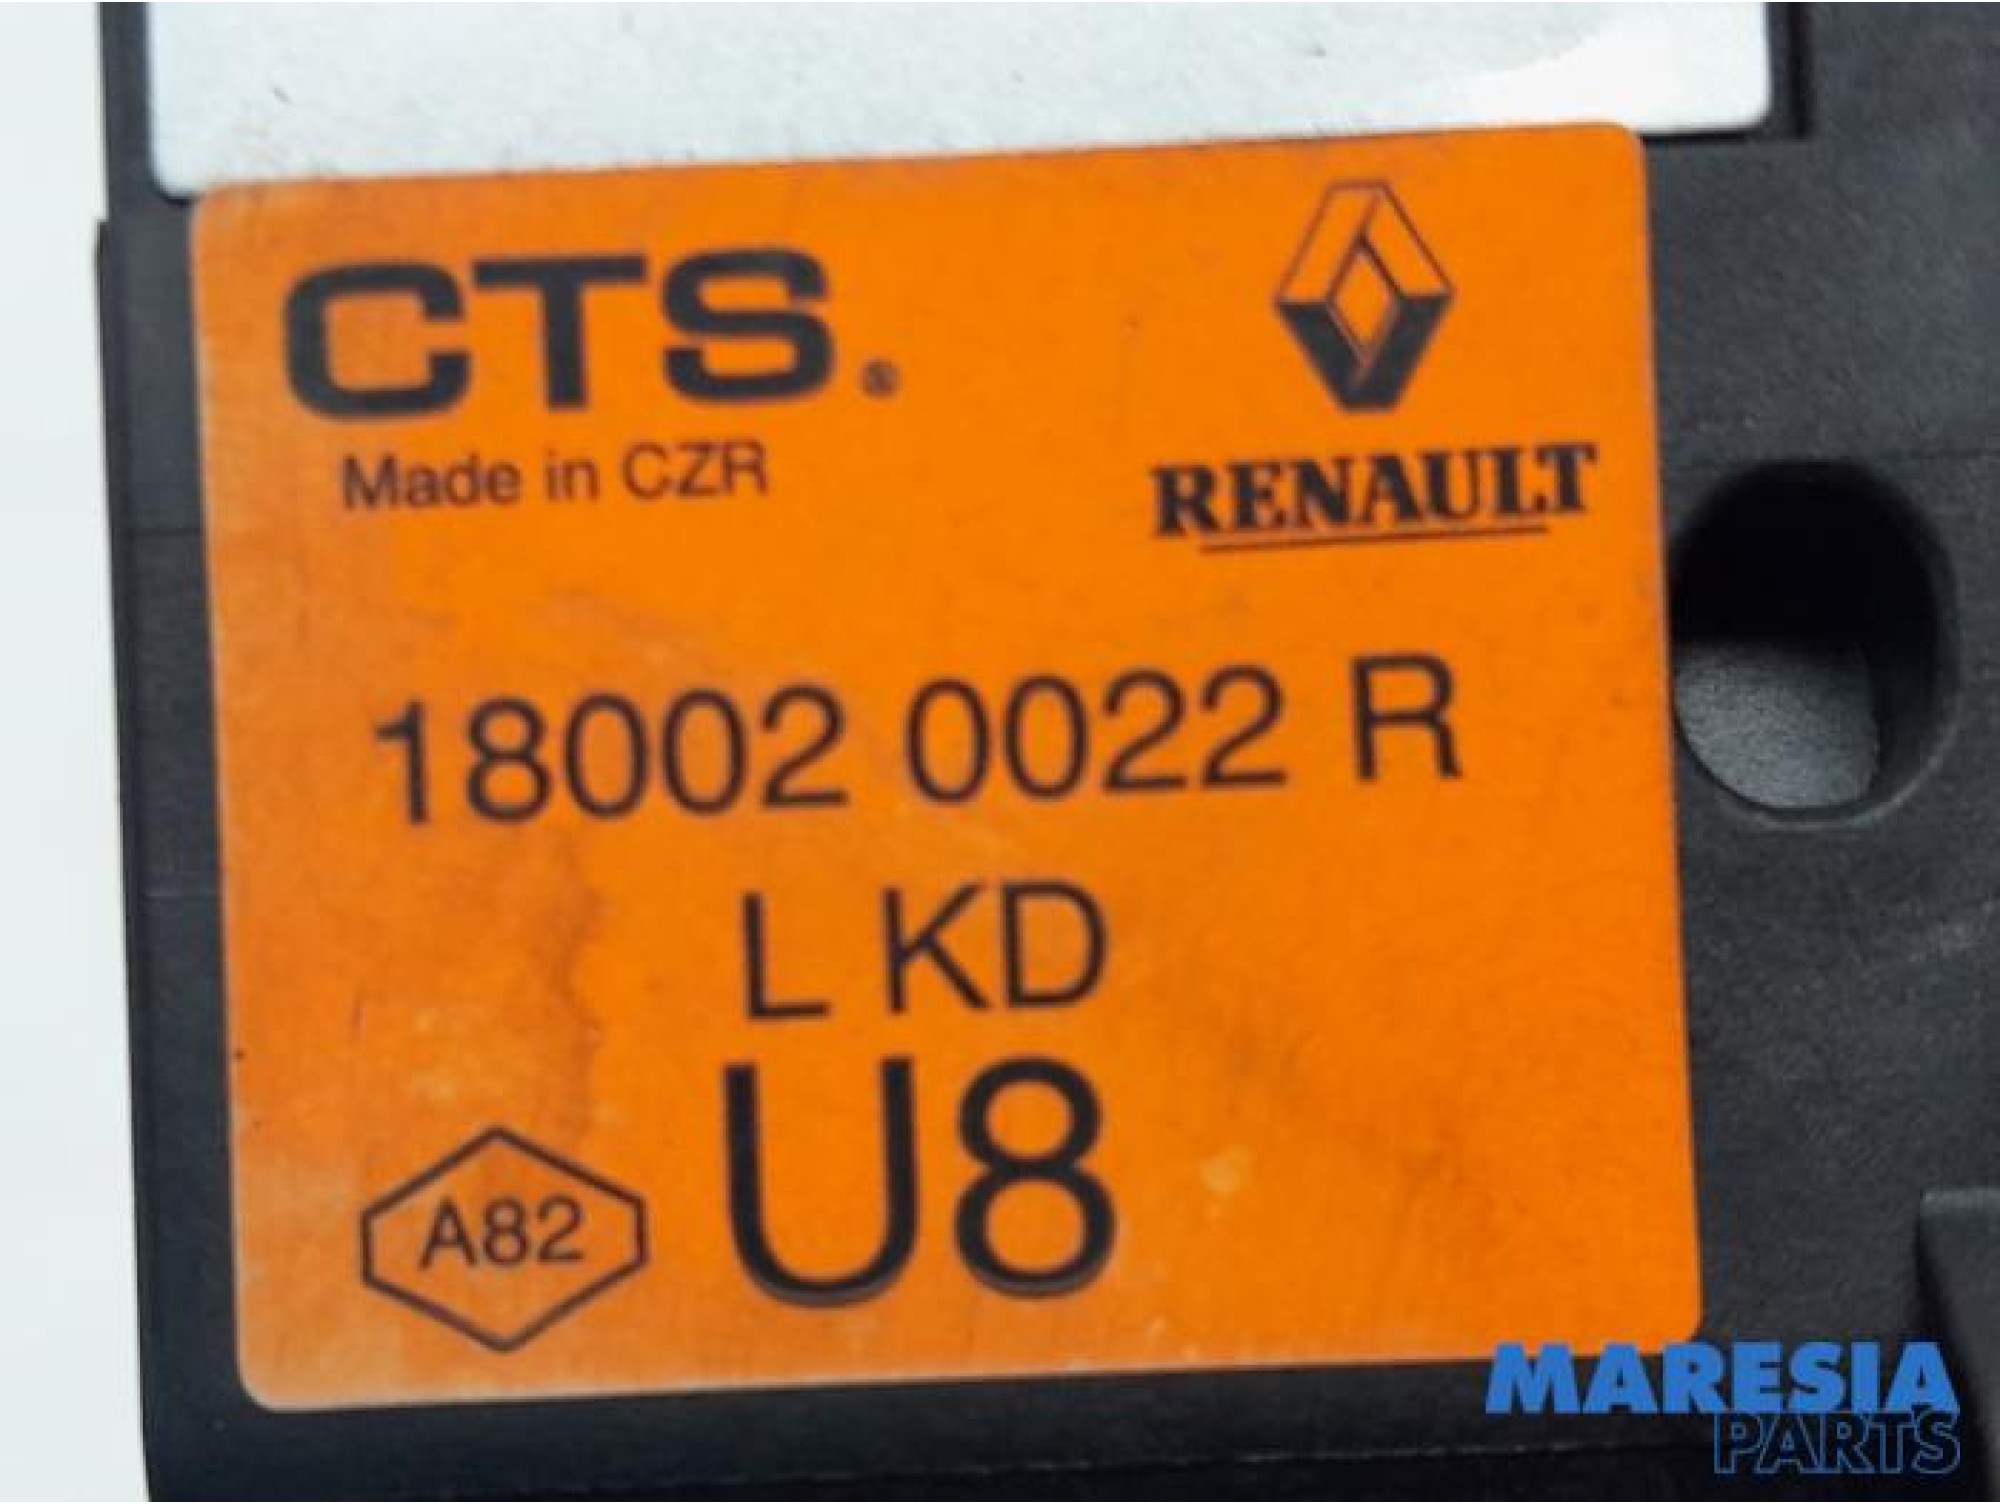 CTS®
Made in CZR
RENAULT
18002 0022 R
L KD
U8
A82
MARESIA
PARTS